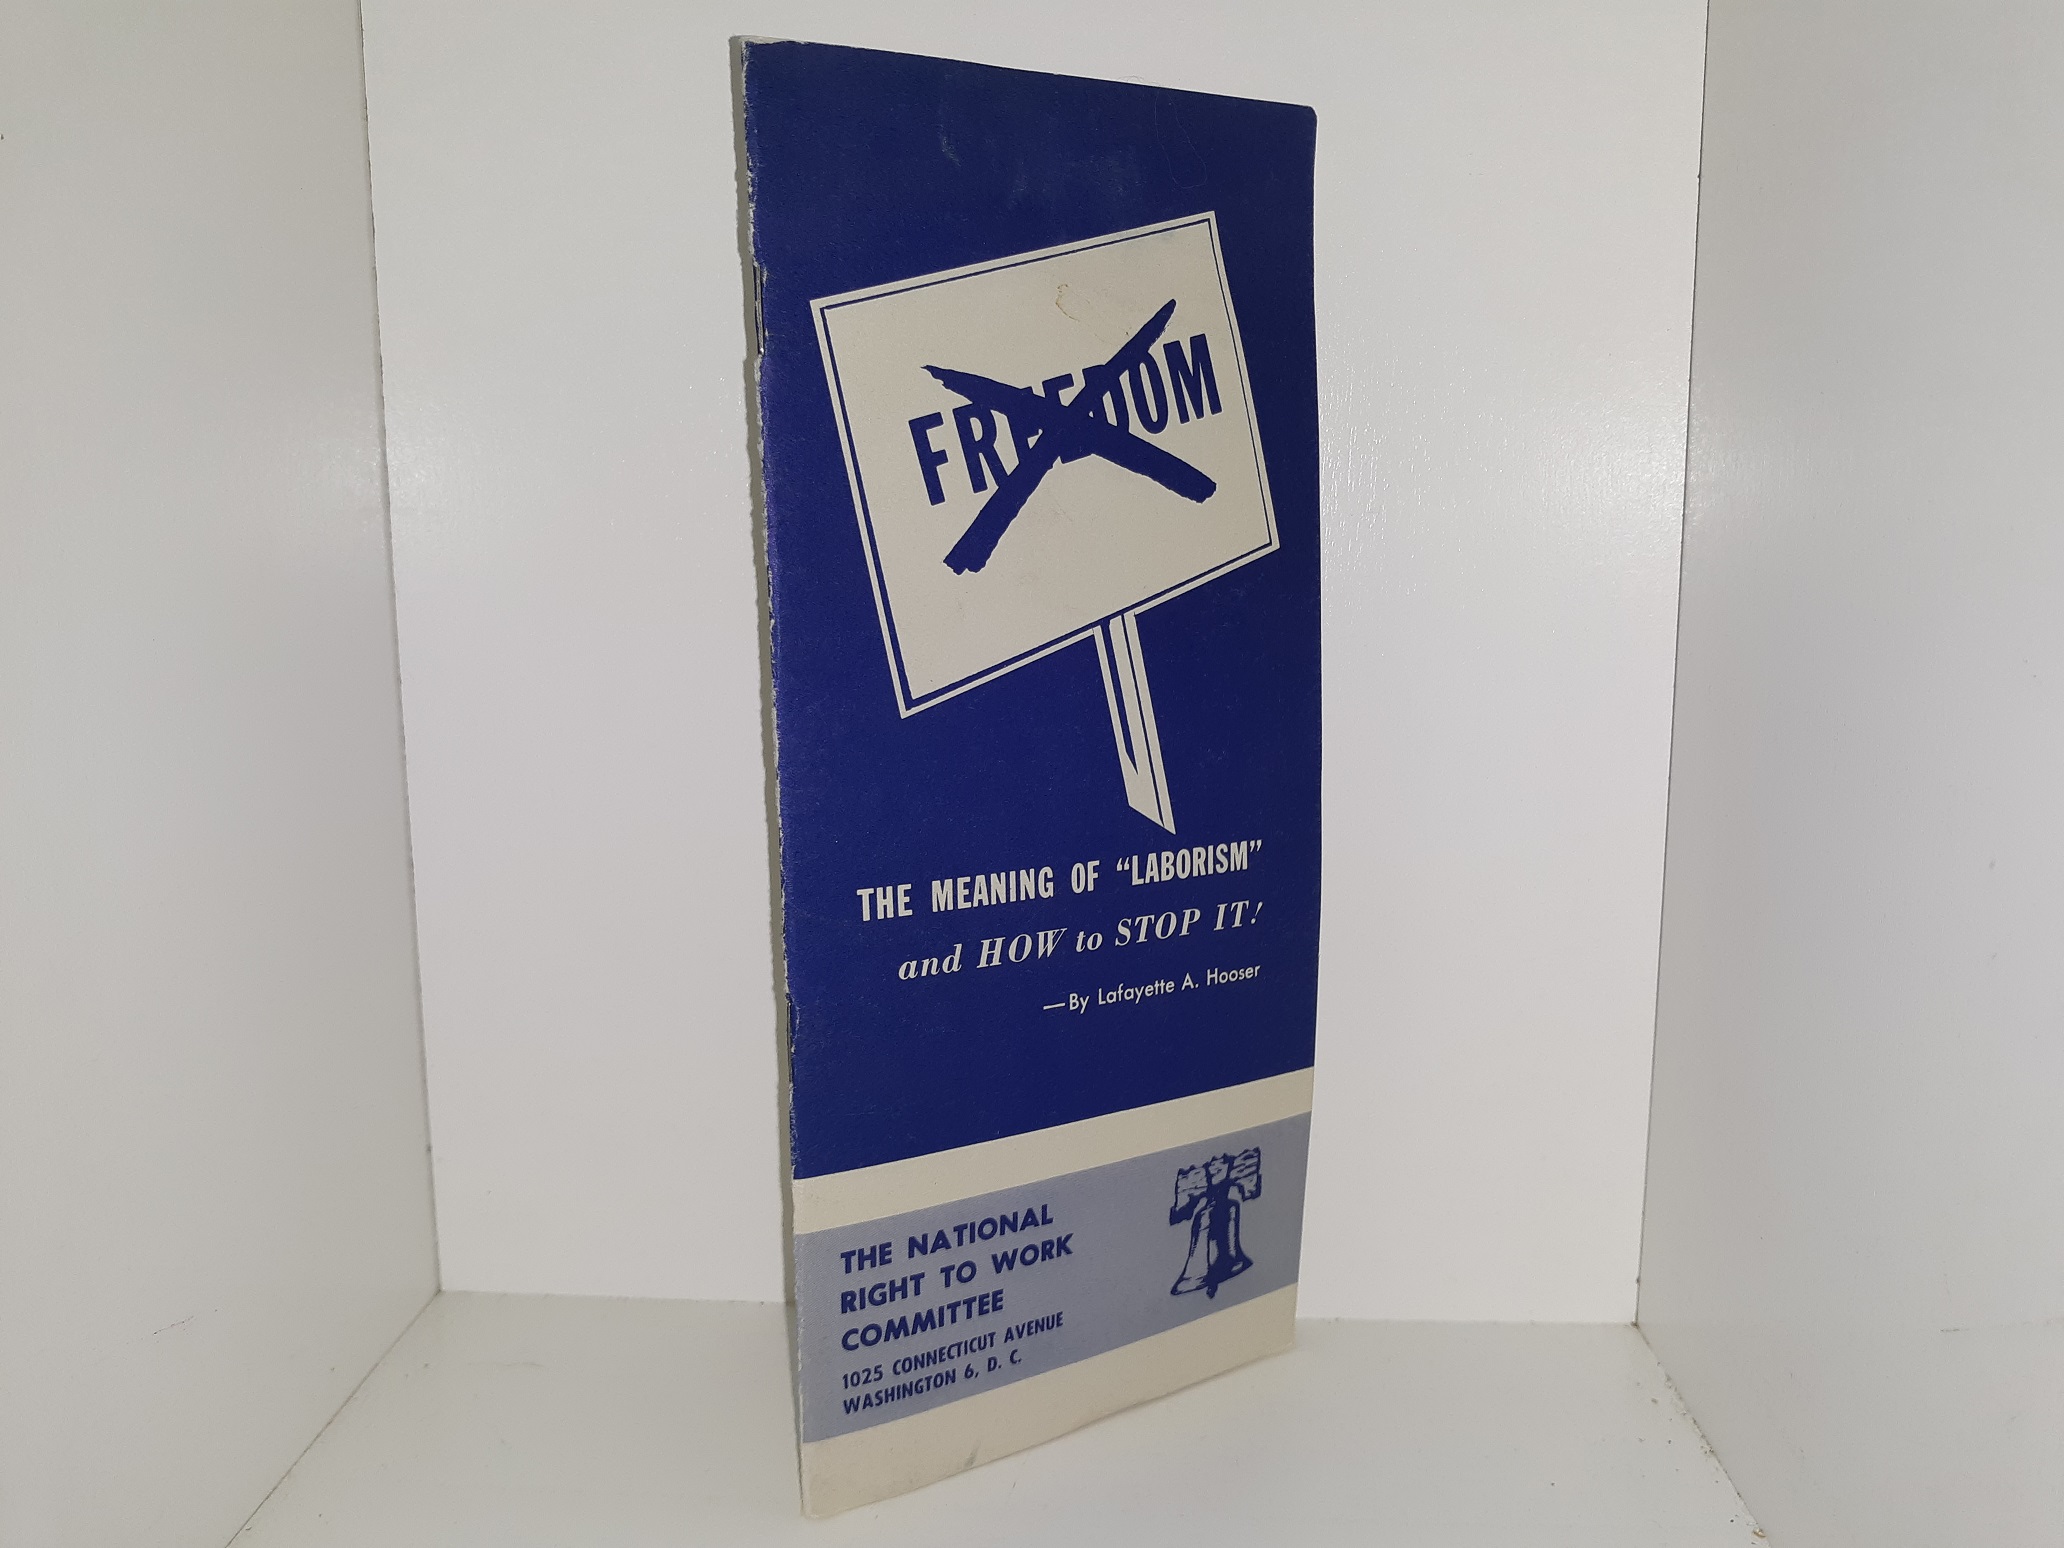 FREEDOM
THE MEANING OF “LABORISM”
and HOW to STOP IT!
—By Lafayette A. Hooser
THE NATIONAL
RIGHT TO WORK
COMMITTEE
1025 CONNECTICUT AVENUE
WASHINGTON 6, D. C.